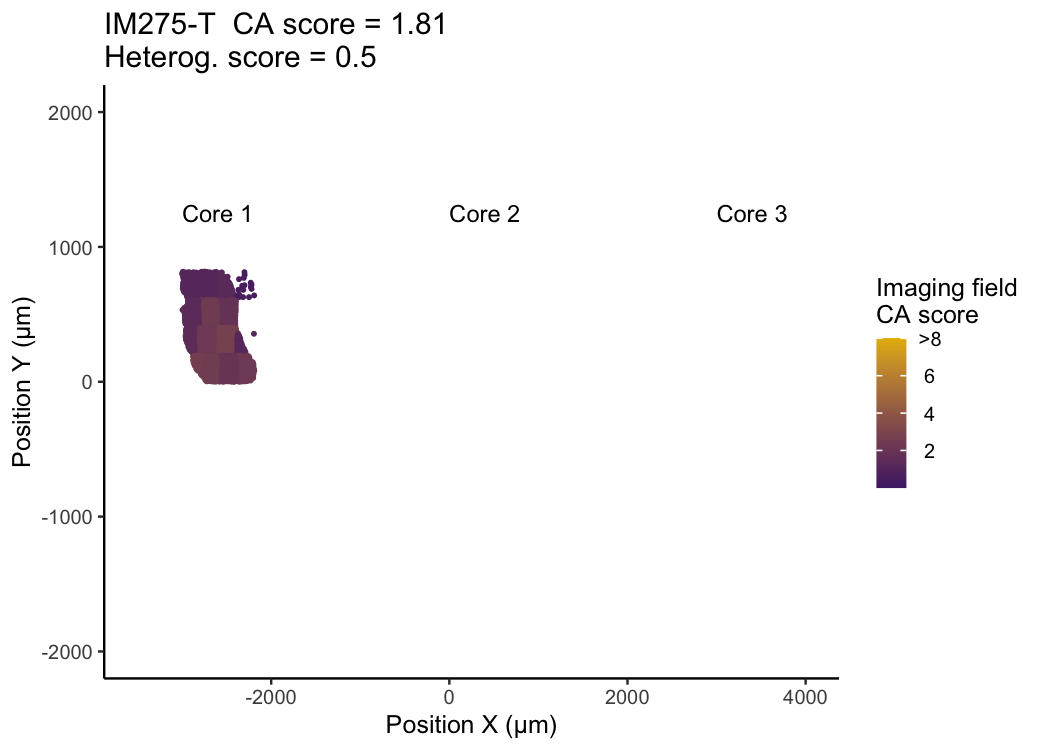 IM275-T  CA score = 1.81
Heterog. score = 0.5
Position Y (μm)
2000
1000
0
-1000
-2000
Core 1
Core 2
Core 3
-2000
0
2000
4000
Position X (μm)
Imaging field
CA score
>8
6
4
2